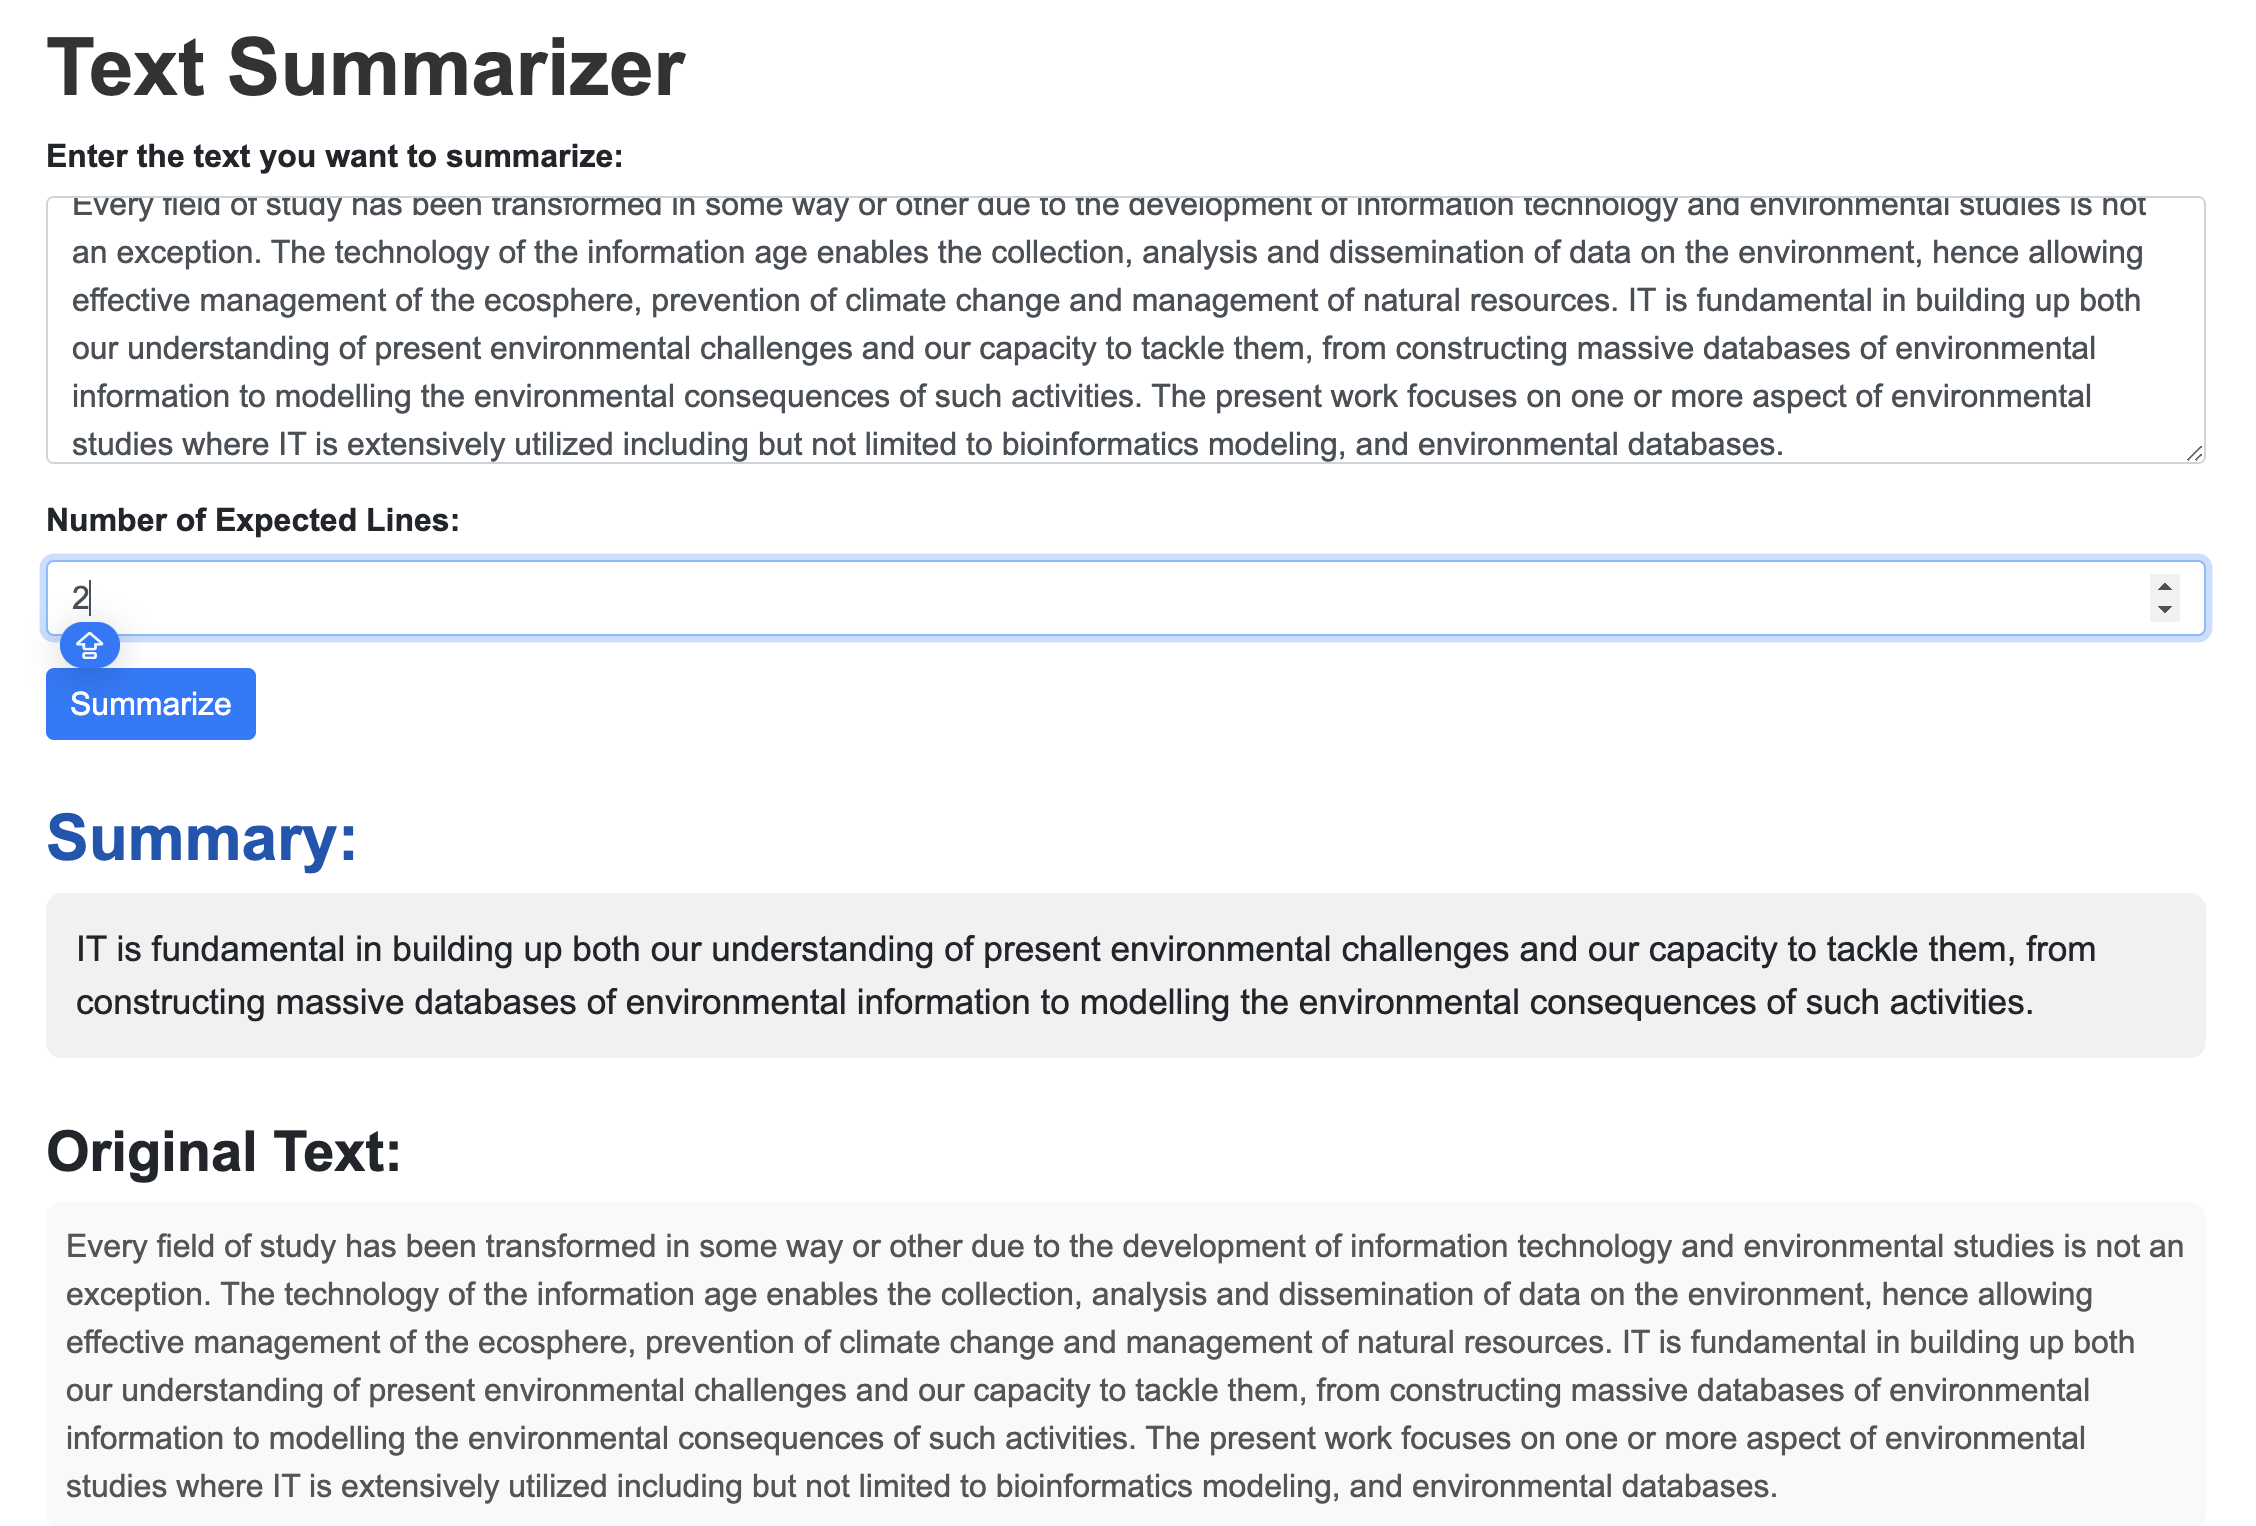 Text Summarizer
Enter the text you want to summarize:
Every field of study has been transformed in some way or other due to the development of information technology and environmental studies is not
an exception. The technology of the information age enables the collection, analysis and dissemination of data on the environment, hence allowing
effective management of the ecosphere, prevention of climate change and management of natural resources. IT is fundamental in building up both
our understanding of present environmental challenges and our capacity to tackle them, from constructing massive databases of environmental
information to modelling the environmental consequences of such activities. The present work focuses on one or more aspect of environmental
studies where IT is extensively utilized including but not limited to bioinformatics modeling, and environmental databases.
Number of Expected Lines:
2
Summarize
Summary:
IT is fundamental in building up both our understanding of present environmental challenges and our capacity to tackle them, from
constructing massive databases of environmental information to modelling the environmental consequences of such activities.
Original Text:
Every field of study has been transformed in some way or other due to the development of information technology and environmental studies is not an
exception. The technology of the information age enables the collection, analysis and dissemination of data on the environment, hence allowing
effective management of the ecosphere, prevention of climate change and management of natural resources. IT is fundamental in building up both
our understanding of present environmental challenges and our capacity to tackle them, from constructing massive databases of environmental
information to modelling the environmental consequences of such activities. The present work focuses on one or more aspect of environmental
studies where IT is extensively utilized including but not limited to bioinformatics modeling, and environmental databases.